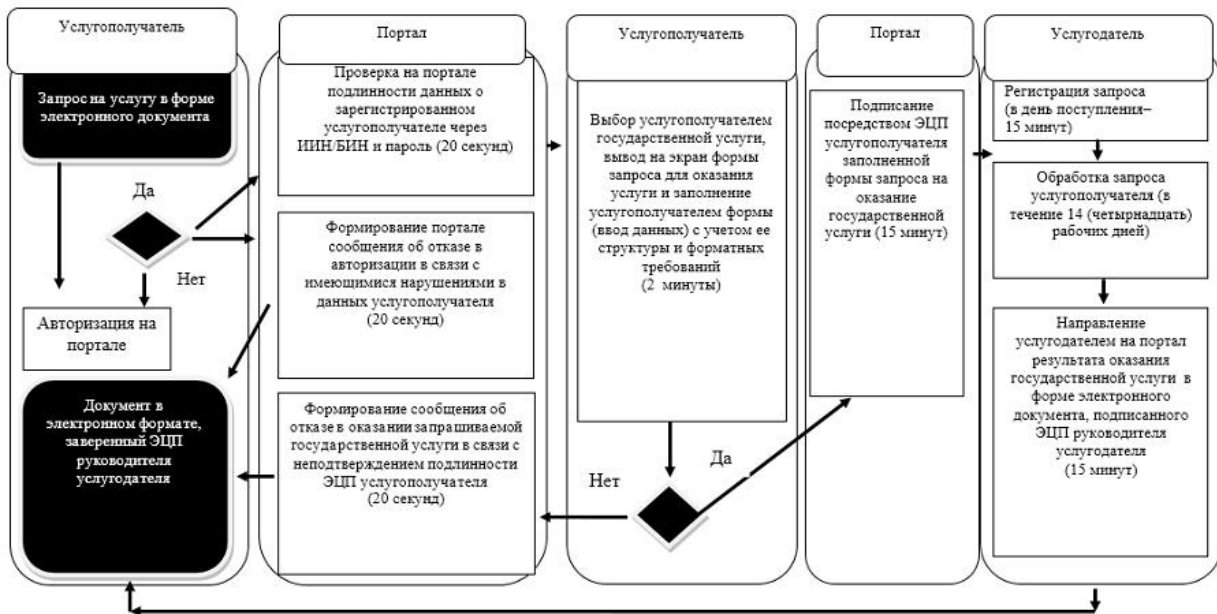 Услугополучатель
Запрос на услугу в форме
электронного документа
Да
Нет
Авторизация на
портале
Документ в
электронном формате,
заверенный ЭЦП
руководителя
услугодателя
Портал
Проверка на портале
подлинности данных о
зарегистрированном
услугополучателе через
ИИН/БИН и пароль (20 секунд)
Формирование портале
сообщения об отказе в
авторизации в связи с
имеющимися нарушениями в
данных услугополучателя
(20 секунд)
Формирование сообщения об
отказе в оказании запрашиваемой
государственной услуги в связи с
неподтверждением подлинности
ЭЦП услугополучателя
(20 секунд)
Услугополучатель
Выбор услугополучателем
государственной услуги,
вывод на экран формы
запроса для оказания
услуги и заполнение
услугополучателем формы
(ввод данных) с учетом ее
структуры и форматных
требований
(2 минуты)
Нет
Да
Портал
Подписание
посредством ЭЦП
услугополучателя
заполненной
формы запроса на
оказание
государственной
услуги (15 минут)
Услугодатель
Регистрация запроса
(в день поступления–
15 минут)
Обработка запроса
услугополучателя (в
течение 14 (четырнадцать)
рабочих дней)
Направление
услугодателем на портал
результата оказания
государственной услуги в
форме электронного
документа, подписанного
ЭЦП руководителя
услугодателя
(15 минут)